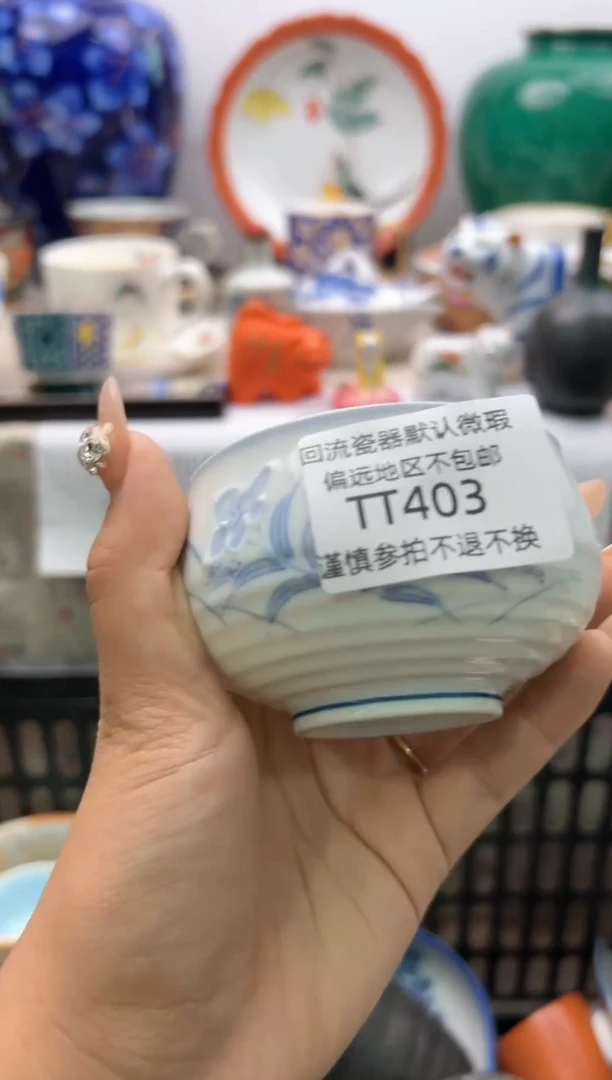 回流瓷器默认微瑕
偏远地区不包邮
TT403
谨慎参拍不退不换